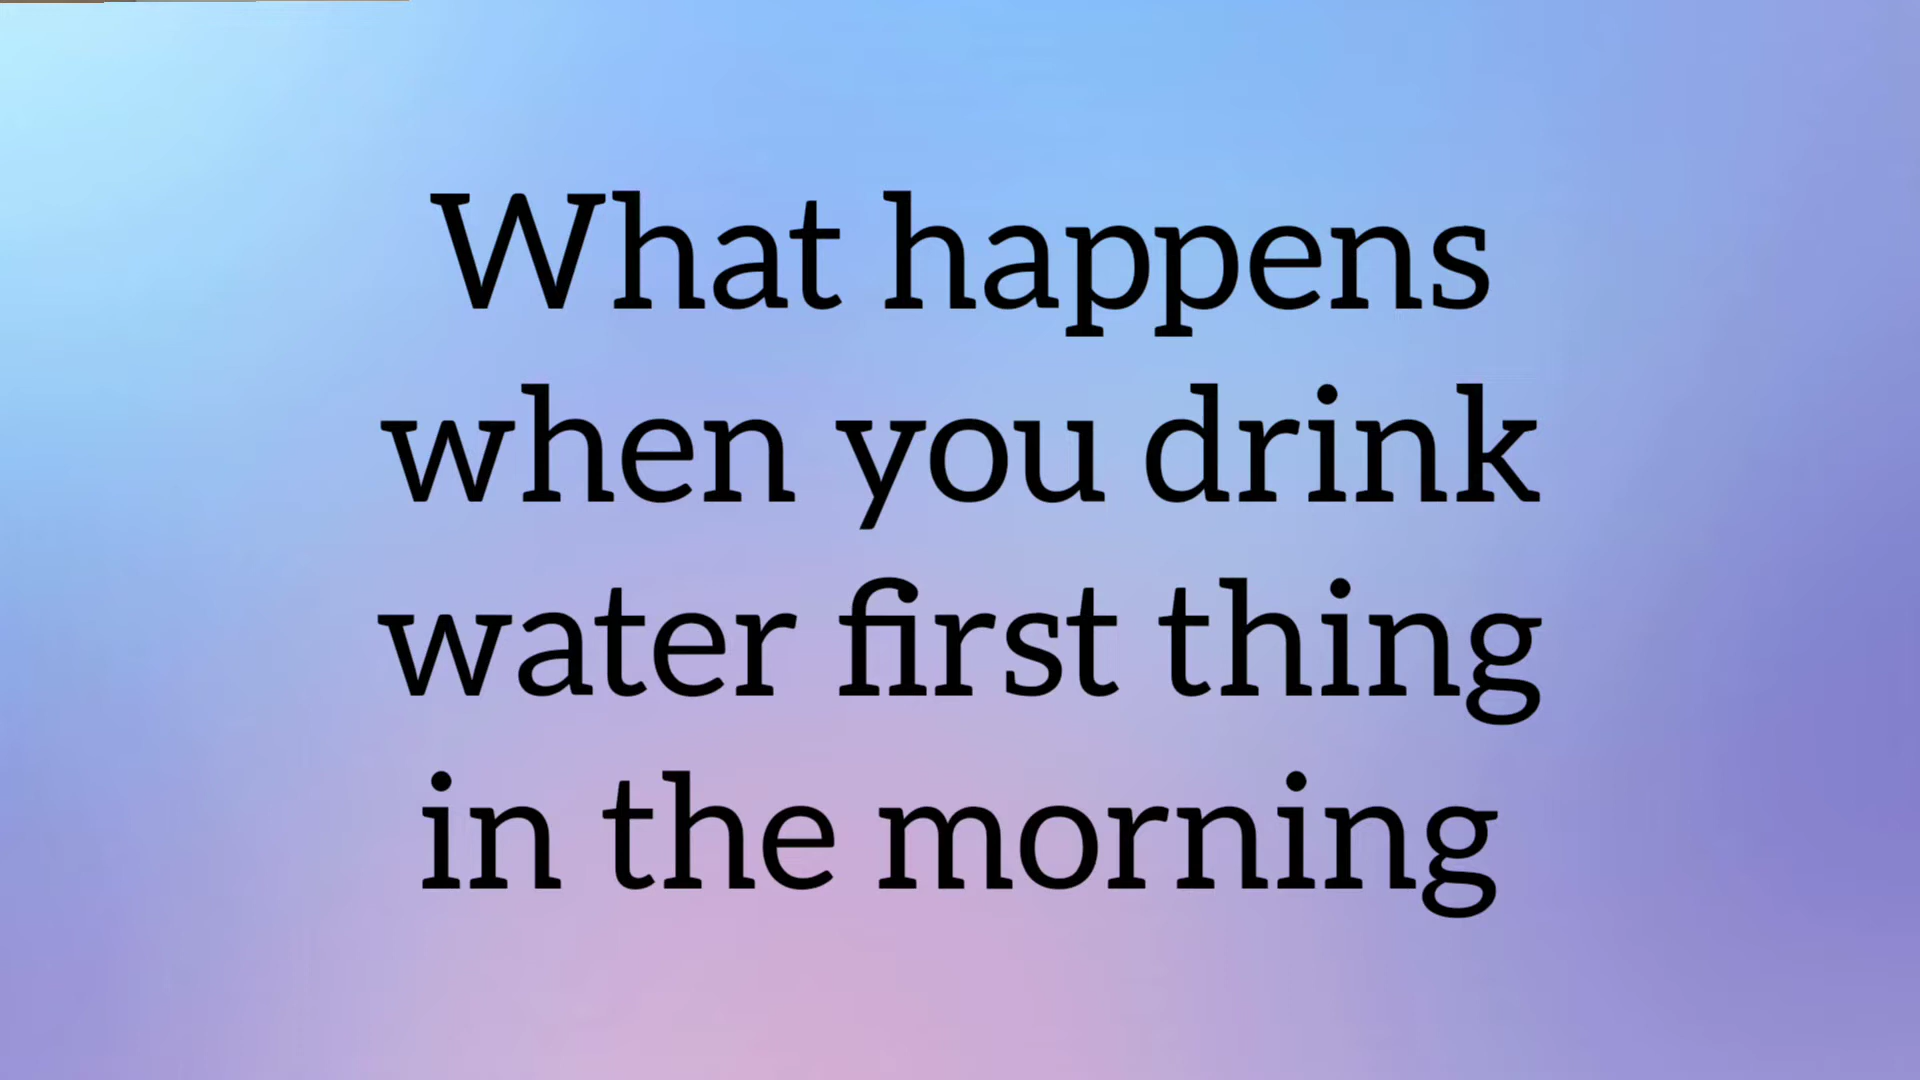 What happens
when you drink
water first thing
in the morning